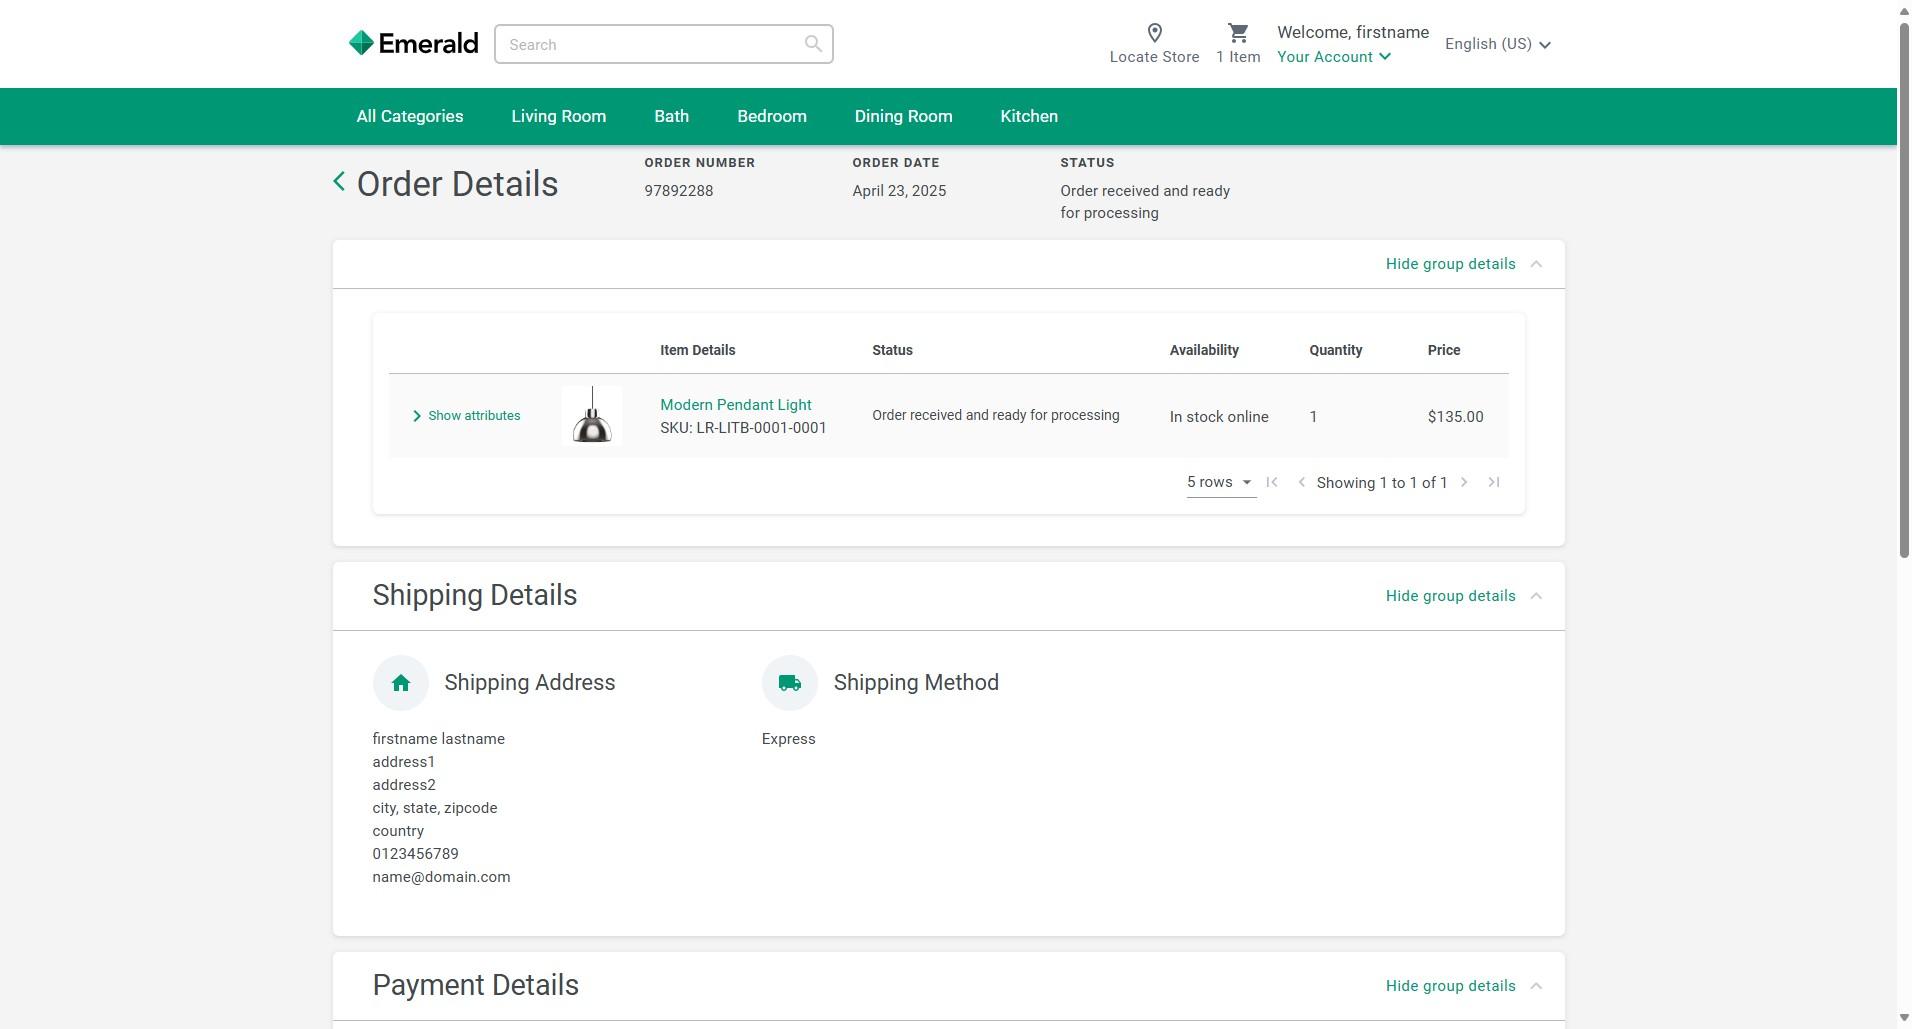 Emerald
Search
Locate Store
1 Item
Welcome, firstname
Your Account
English (US)
All Categories
Living Room
Bath
Bedroom
Dining Room
Kitchen
Order Details
ORDER NUMBER
97892288
ORDER DATE
April 23, 2025
STATUS
Order received and ready
for processing
Hide group details
Item Details Status Availability Quantity Price
Show attributes
Modern Pendant Light
SKU: LR-LITB-0001-0001
Order received and ready for processing
In stock online
1
$135.00
5 rows
Showing 1 to 1 of 1
Shipping Details
Hide group details
Shipping Address
firstname lastname
address1
address2
city, state, zipcode
country
0123456789
name@domain.com
Shipping Method
Express
Payment Details
Hide group details